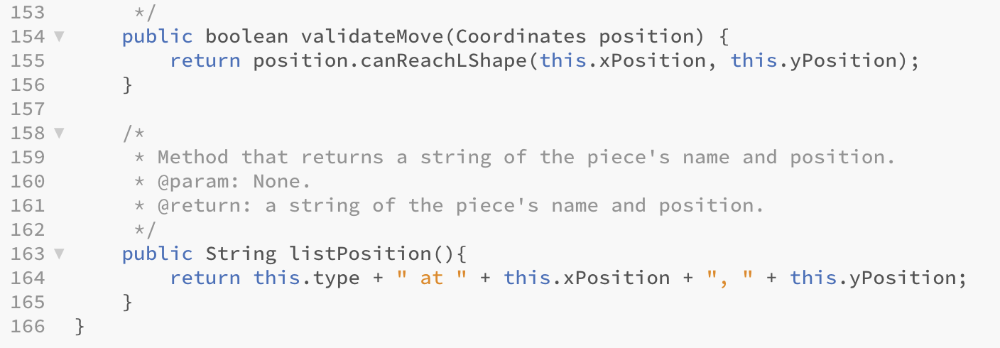 153 */
154 public boolean validateMove(Coordinates position) {
155 return position.canReachLShape(this.xPosition, this.yPosition);
156 }
157
158 /*
159 * Method that returns a string of the piece's name and position.
160 * @param: None.
161 * @return: a string of the piece's name and position.
162 */
163 public String listPosition(){
164 return this.type + " at " + this.xPosition + ", " + this.yPosition;
165 }
166 }